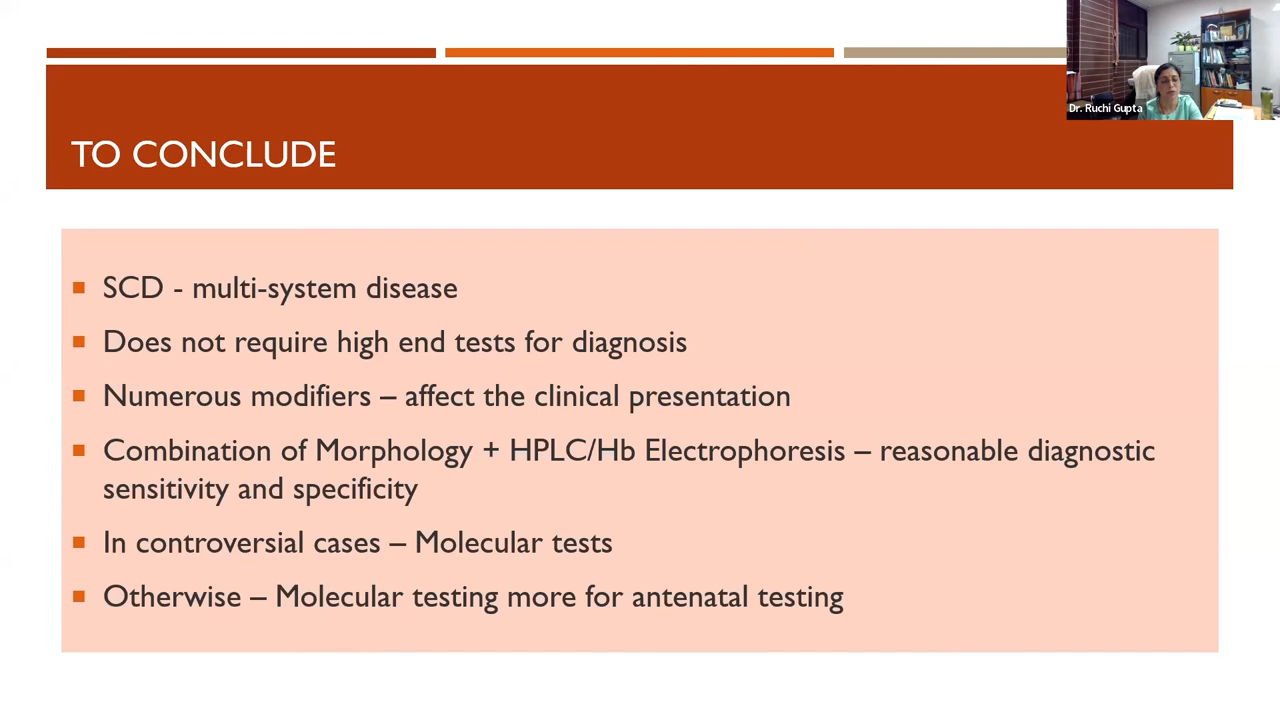 Dr. Ruchi Gupta
TO CONCLUDE
SCD - multi-system disease
Does not require high end tests for diagnosis
Numerous modifiers – affect the clinical presentation
Combination of Morphology + HPLC/Hb Electrophoresis – reasonable diagnostic
sensitivity and specificity
In controversial cases – Molecular tests
Otherwise – Molecular testing more for antenatal testing